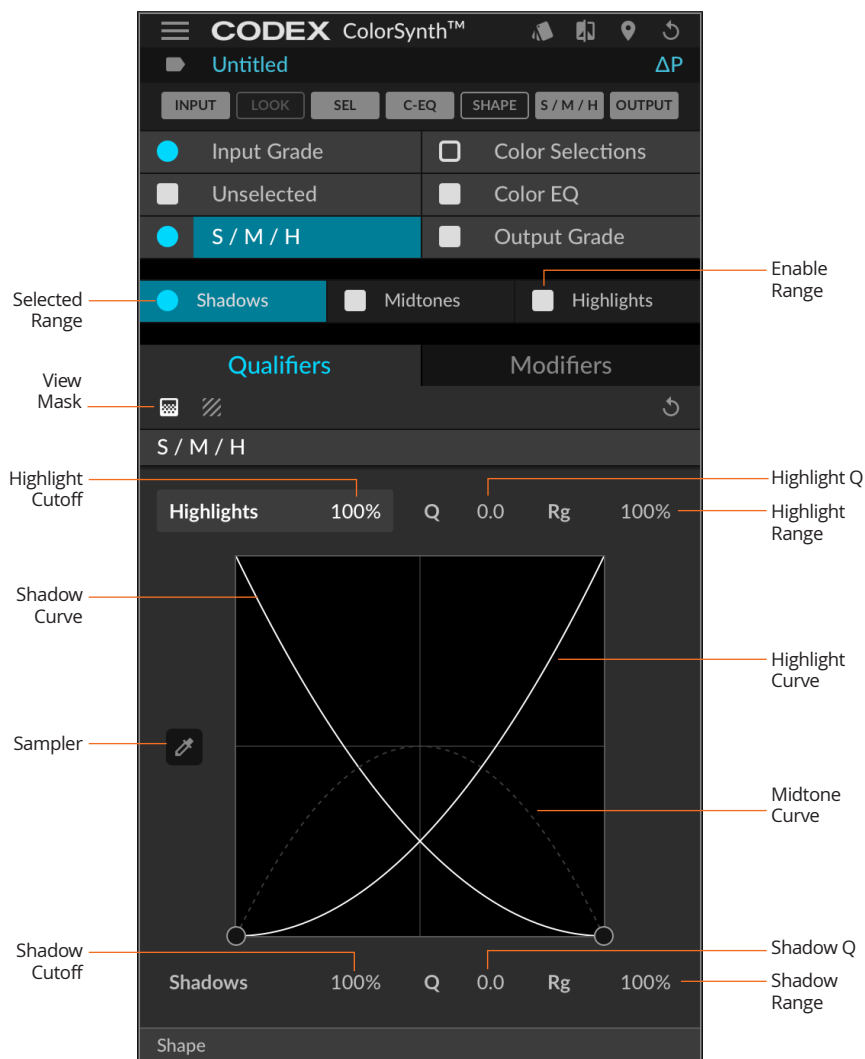 CODEX ColorSynth™
Untitled ΔP
INPUT LOOK SEL C-EQ SHAPE S / M / H OUTPUT
Input Grade Color Selections
Unselected Color EQ
S / M / H Output Grade
Enable
Range
Selected
Range
Shadows Midtones Highlights
Qualifiers Modifiers
View
Mask
S / M / H
Highlight
Cutoff
Highlights 100% Q 0.0 Rg 100%
Highlight Q
Highlight
Range
Shadow
Curve
Highlight
Curve
Sampler
Midtone
Curve
Shadow
Cutoff
Shadows 100% Q 0.0 Rg 100%
Shadow Q
Shadow
Range
Shape